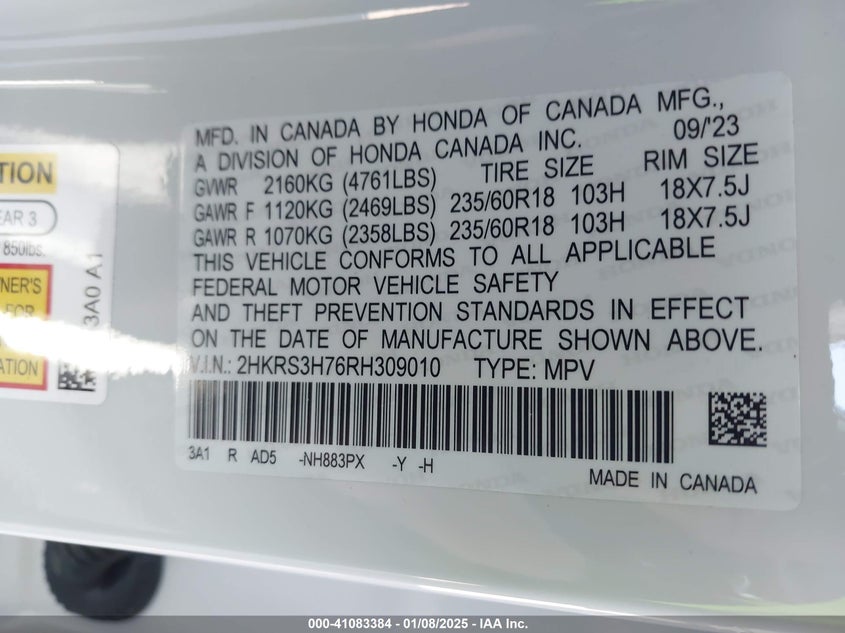 MFD. IN CANADA BY HONDA OF CANADA MFG.,
A DIVISION OF HONDA CANADA INC. 09/'23
GVWR 2160KG (4761LBS) TIRE SIZE RIM SIZE
GAWR F 1120KG (2469LBS) 235/60R18 103H 18X7.5J
GAWR R 1070KG (2358LBS) 235/60R18 103H 18X7.5J
THIS VEHICLE CONFORMS TO ALL APPLICABLE
FEDERAL MOTOR VEHICLE SAFETY
AND THEFT PREVENTION STANDARDS IN EFFECT
ON THE DATE OF MANUFACTURE SHOWN ABOVE.
V.I.N.: 2HKRS3H76RH309010 TYPE: MPV
3A1 R AD5 -NH883PX -Y -H
MADE IN CANADA
TION
EAR 3
850lbs.
NER'S
FOR
ATION
3A0 A1
000-41083384 - 01/08/2025 - IAA Inc.